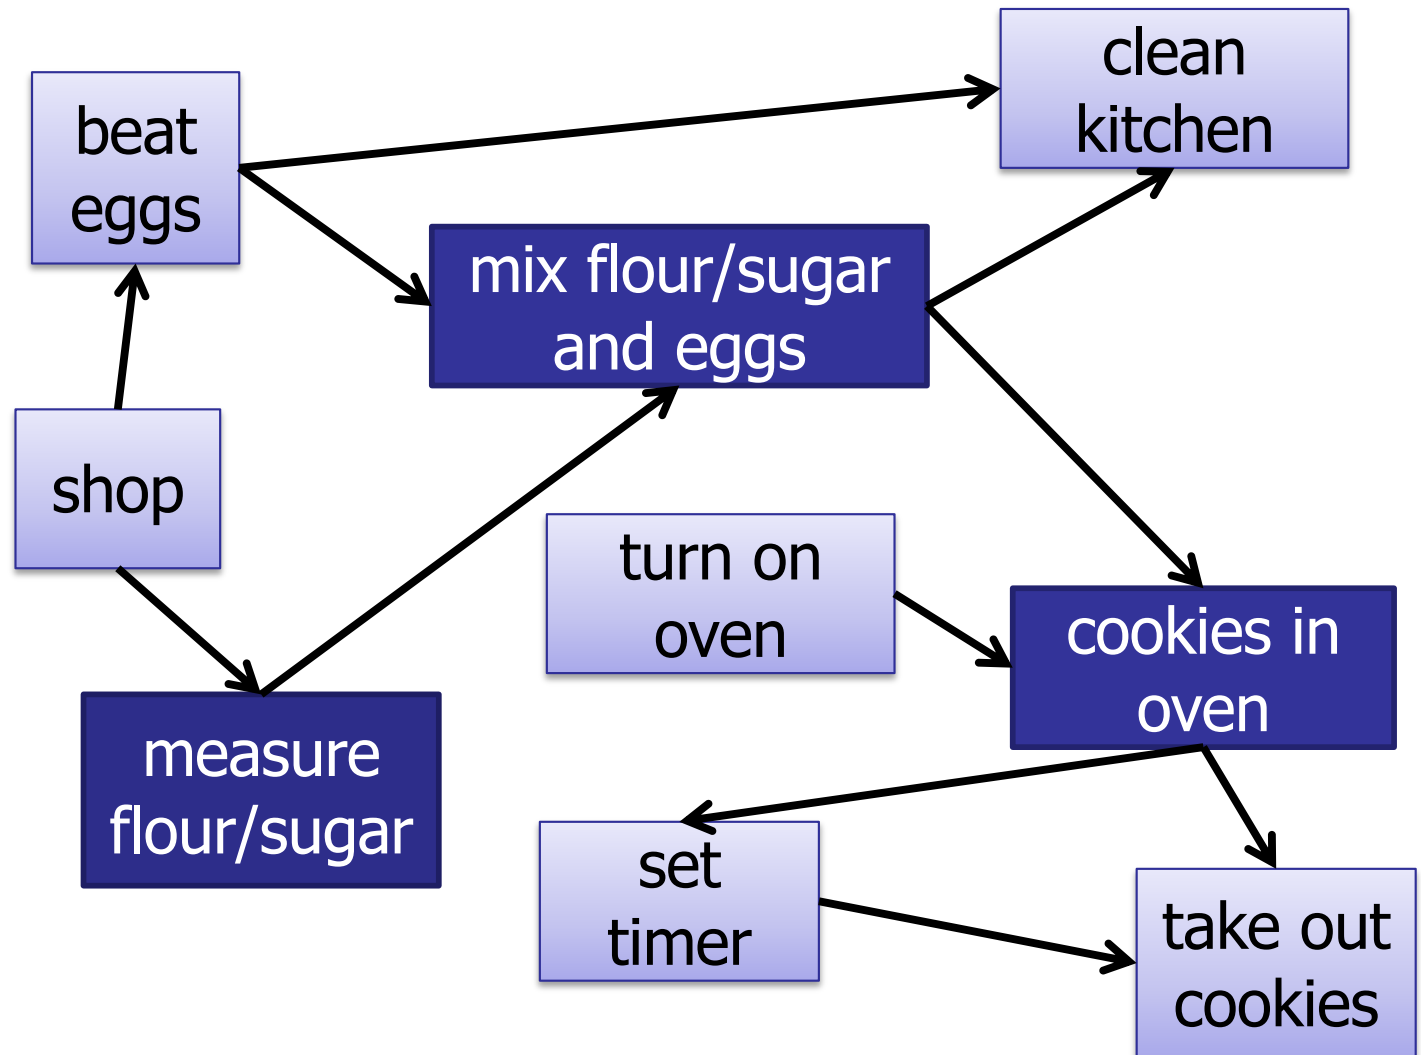 clean
kitchen
beat
eggs
mix flour/sugar
and eggs
shop
turn on
oven
cookies in
oven
measure
flour/sugar
set
timer
take out
cookies